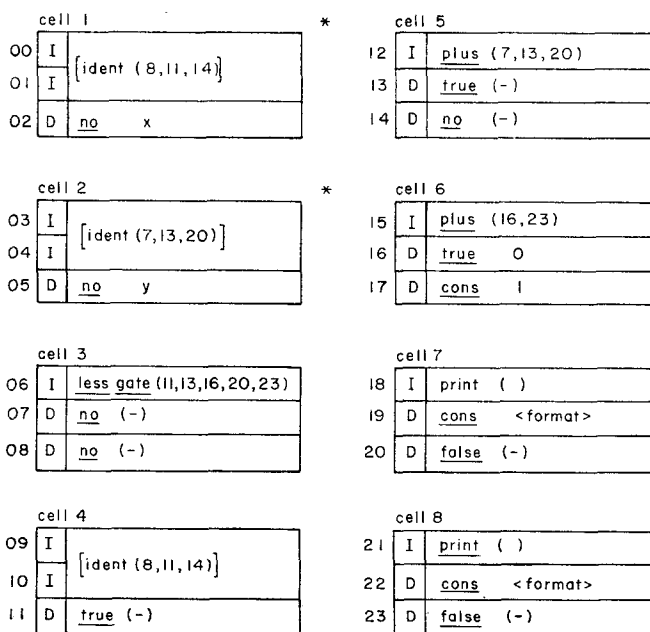 cell 1 *
00 I
[ident (8,11,14)]
01 I
02 D no x
cell 2 *
03 I
[ident (7,13,20)]
04 I
05 D no y
cell 3
06 I less gate (11,13,16,20,23)
07 D no (-)
08 D no (-)
cell 4
09 I
[ident (8,11,14)]
10 I
11 D true (-)
cell 5
12 I plus (7,13,20)
13 D true (-)
14 D no (-)
cell 6
15 I plus (16,23)
16 D true 0
17 D cons 1
cell 7
18 I print ( )
19 D cons <format>
20 D false (-)
cell 8
21 I print ( )
22 D cons <format>
23 D false (-)